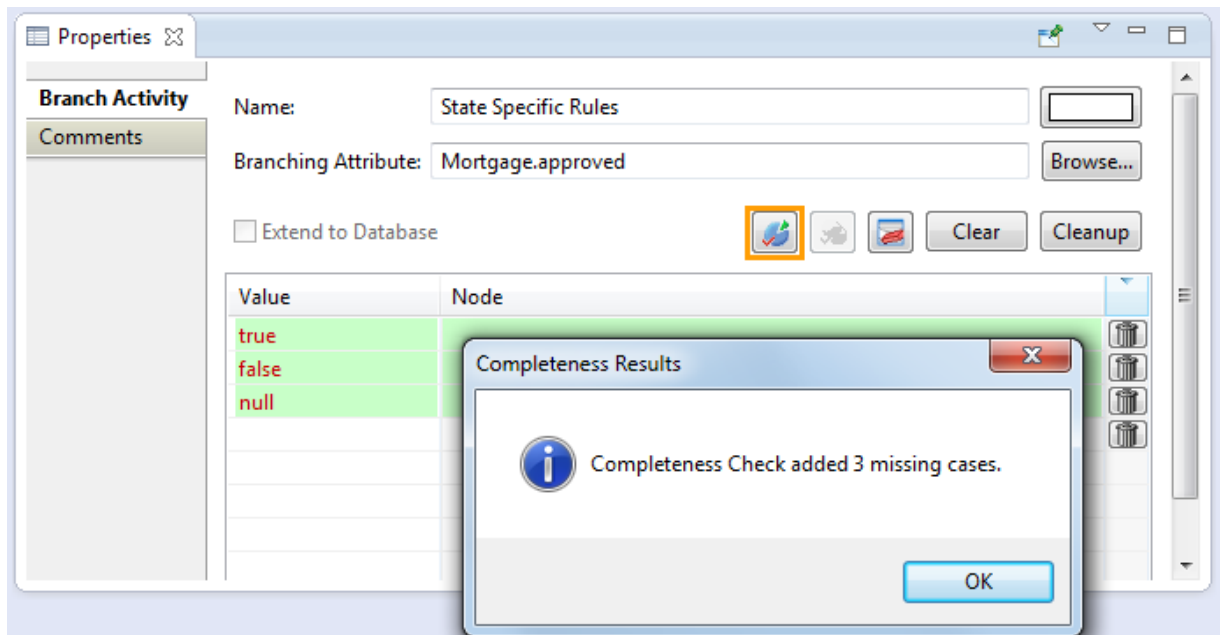 Properties
Branch Activity
Comments
Name: State Specific Rules
Branching Attribute: Mortgage.approved Browse...
Extend to Database Clear Cleanup
Value Node
true
false
null
Completeness Results
Completeness Check added 3 missing cases.
OK